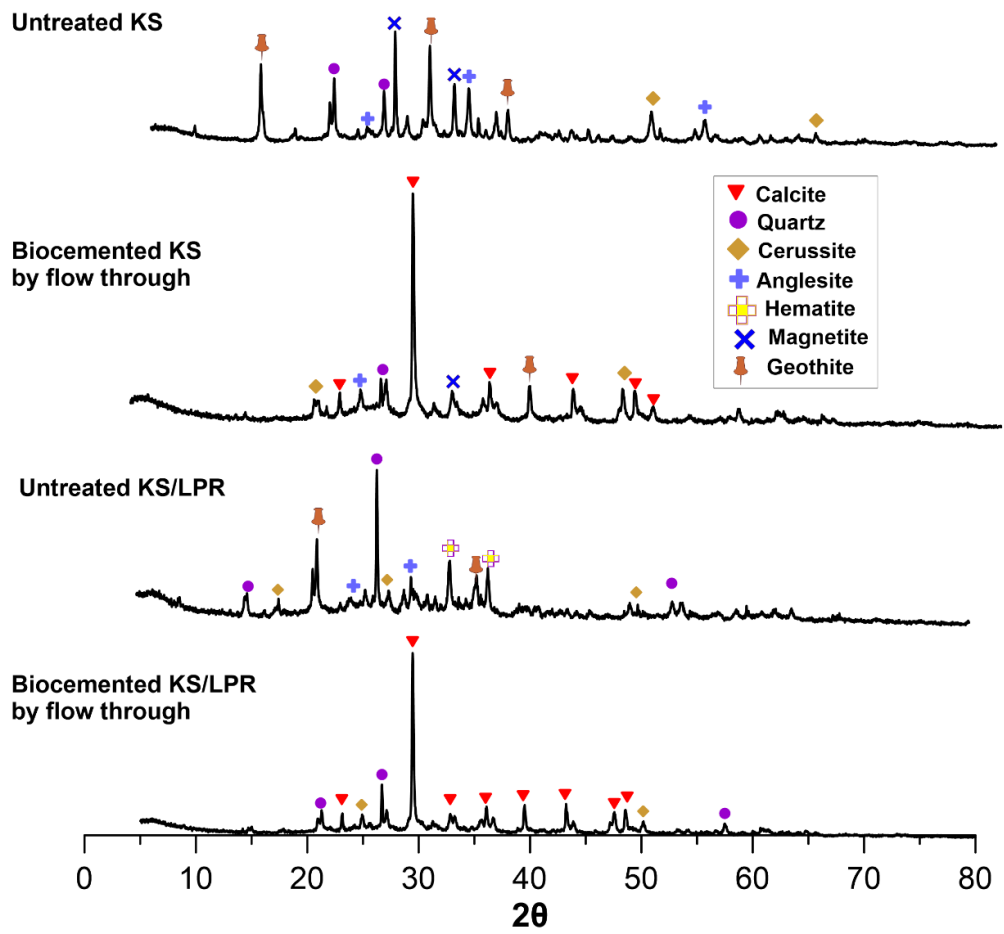 Untreated KS
Calcite
Quartz
Cerussite
Anglesite
Hematite
Magnetite
Geothite
Biocemented KS
by flow through
Untreated KS/LPR
Biocemented KS/LPR
by flow through
0 10 20 30 40 50 60 70 80
2θ